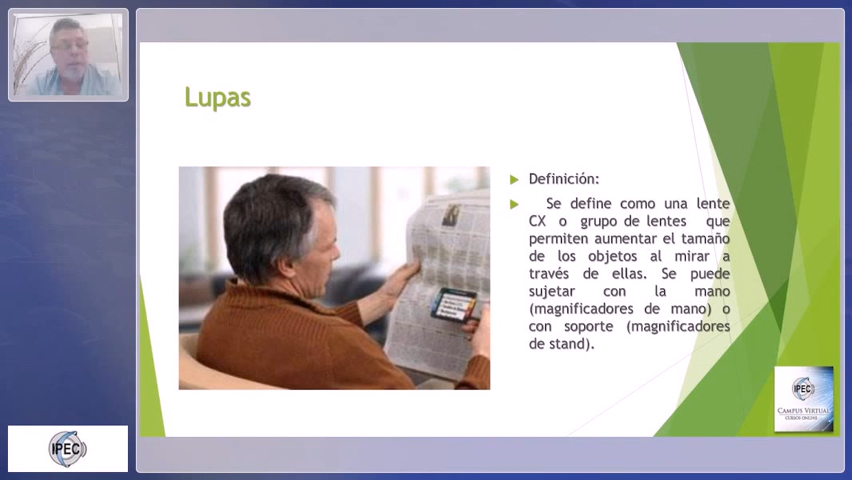 Lupas
Definición:
Se define como una lente
CX o grupo de lentes que
permiten aumentar el tamaño
de los objetos al mirar a
través de ellas. Se puede
sujetar con la mano
(magnificadores de mano) o
con soporte (magnificadores
de stand).
IPEC
CAMPUS VIRTUAL
CURSOS ONLINE
IPEC